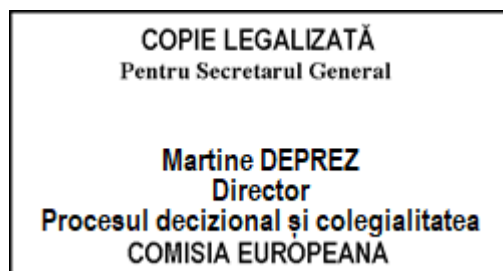 COPIE LEGALIZATĂ
Pentru Secretarul General
Martine DEPREZ
Director
Procesul decizional și colegialitatea
COMISIA EUROPEANA